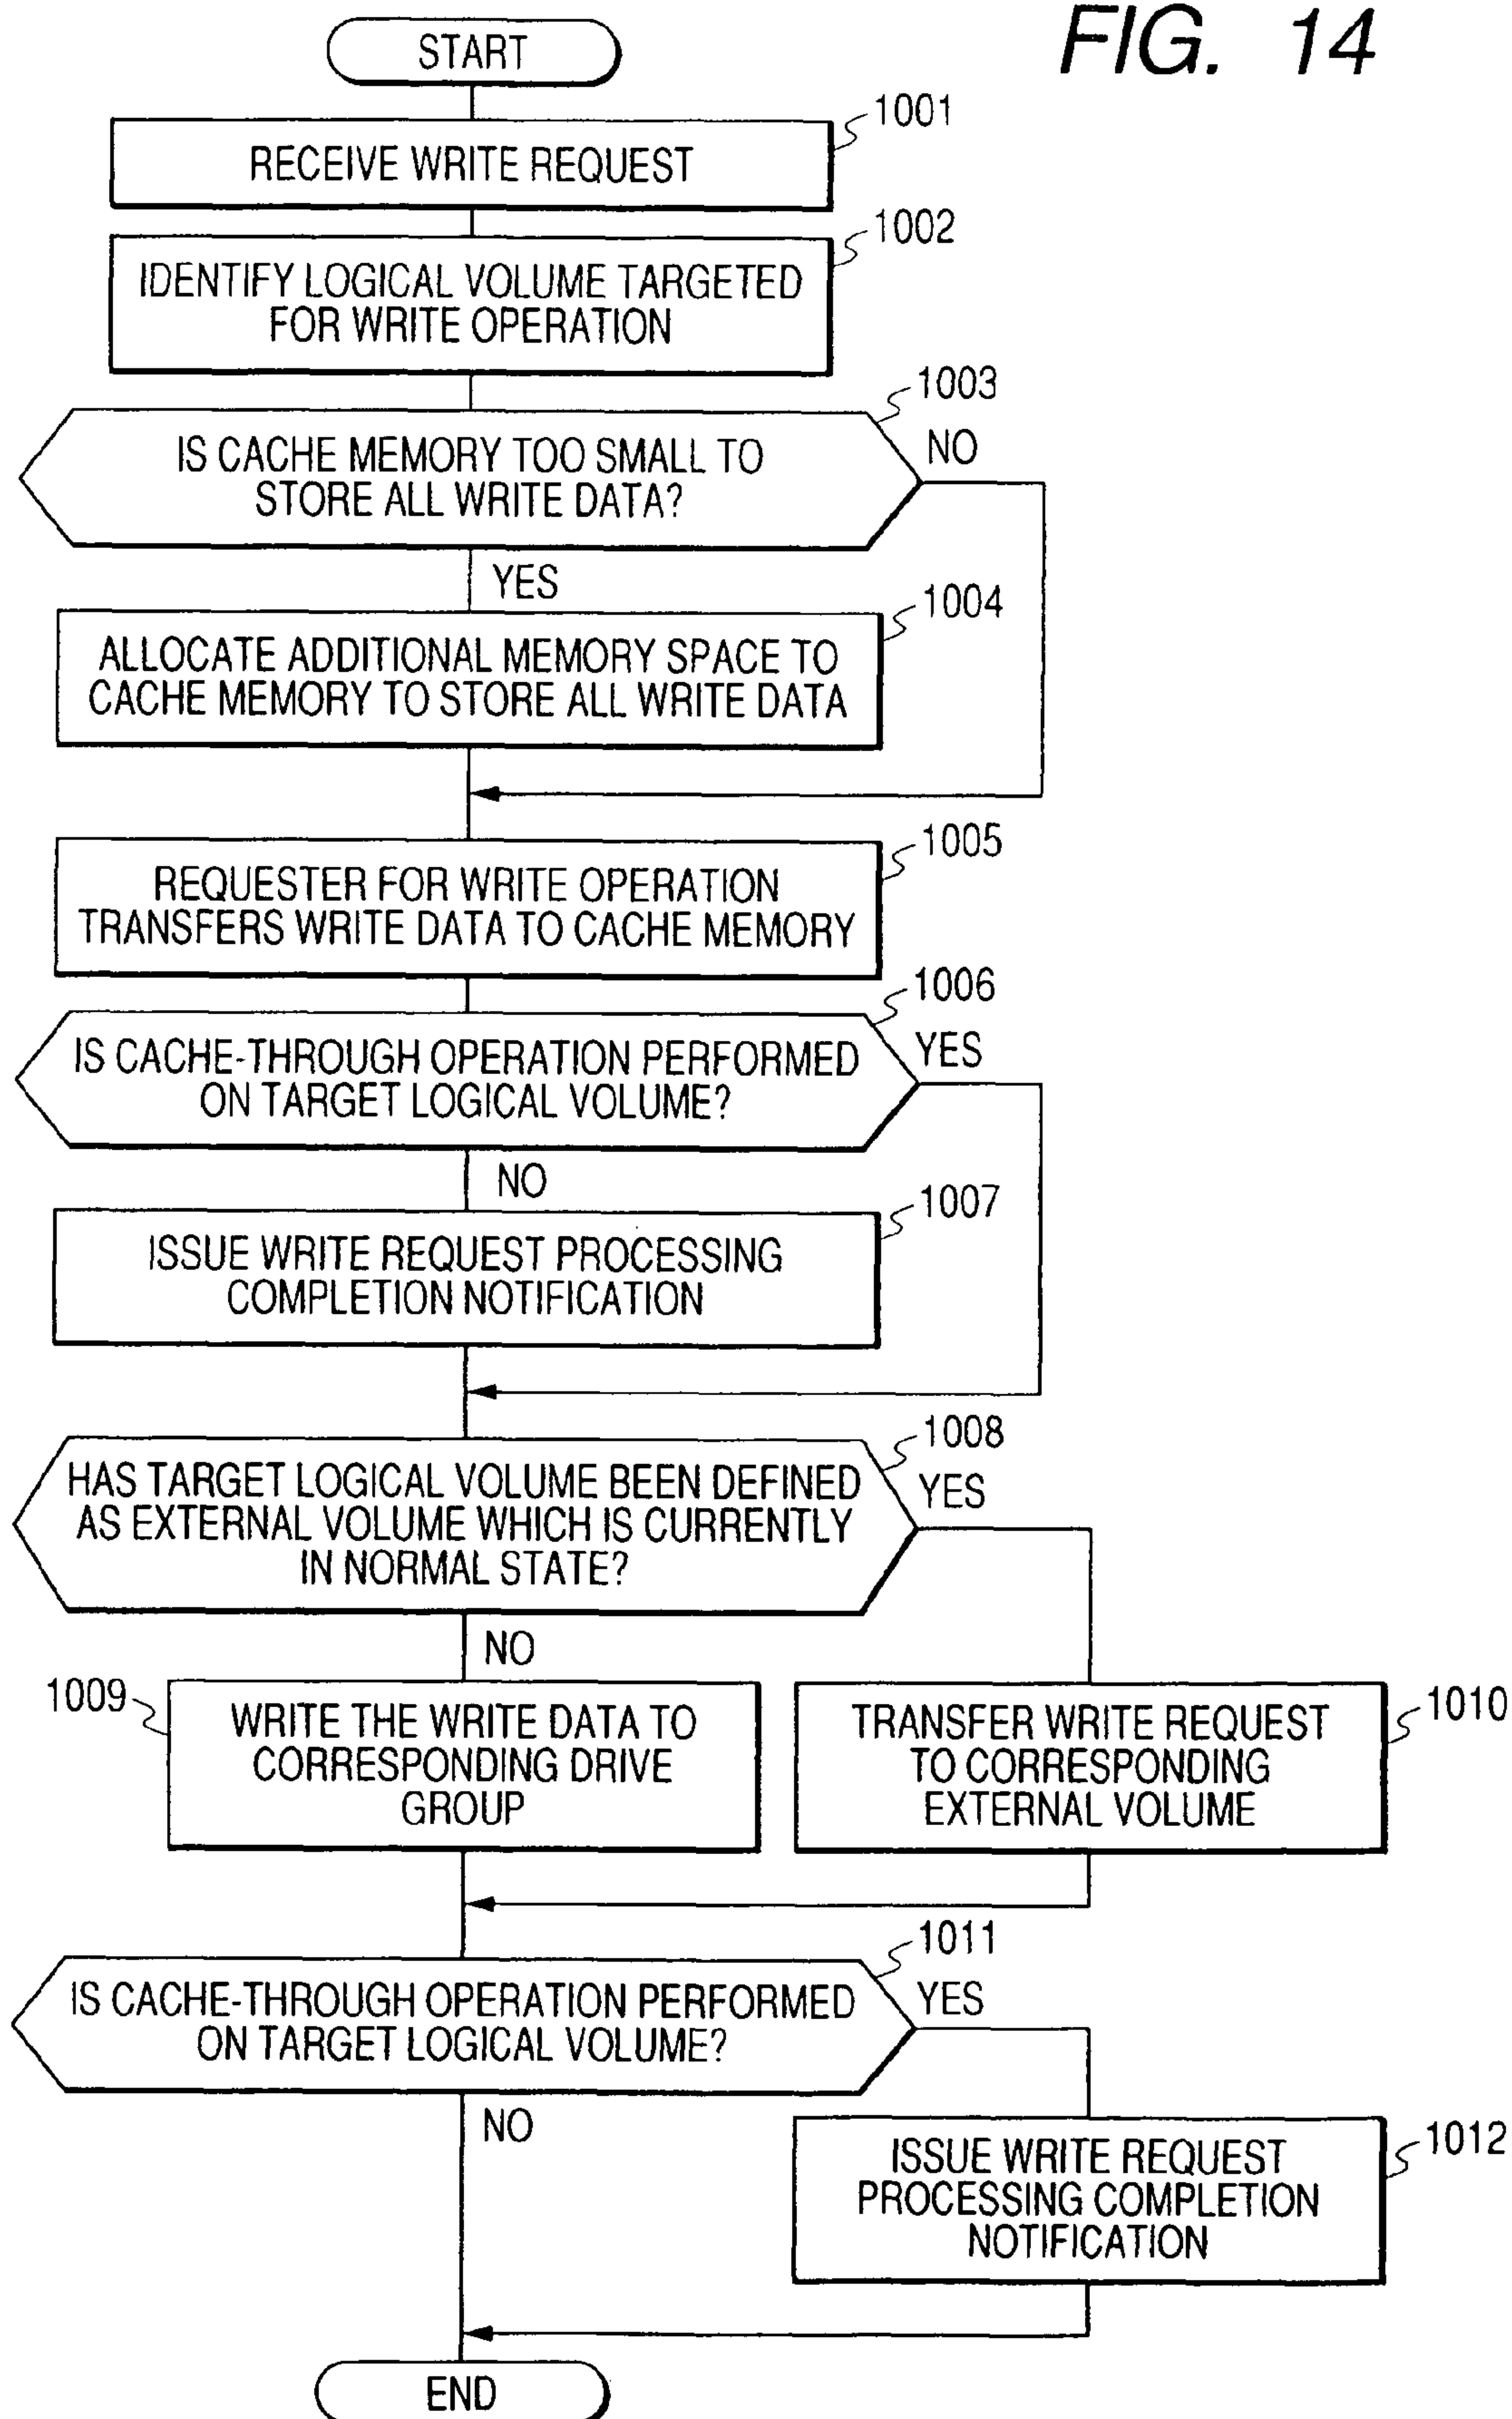 FIG. 14
START
1001
RECEIVE WRITE REQUEST
1002
IDENTIFY LOGICAL VOLUME TARGETED
FOR WRITE OPERATION
1003
IS CACHE MEMORY TOO SMALL TO
STORE ALL WRITE DATA?
NO
YES
1004
ALLOCATE ADDITIONAL MEMORY SPACE TO
CACHE MEMORY TO STORE ALL WRITE DATA
1005
REQUESTER FOR WRITE OPERATION
TRANSFERS WRITE DATA TO CACHE MEMORY
1006
IS CACHE-THROUGH OPERATION PERFORMED
ON TARGET LOGICAL VOLUME?
YES
NO
1007
ISSUE WRITE REQUEST PROCESSING
COMPLETION NOTIFICATION
1008
HAS TARGET LOGICAL VOLUME BEEN DEFINED
AS EXTERNAL VOLUME WHICH IS CURRENTLY
IN NORMAL STATE?
YES
NO
1009
WRITE THE WRITE DATA TO
CORRESPONDING DRIVE
GROUP
1010
TRANSFER WRITE REQUEST
TO CORRESPONDING
EXTERNAL VOLUME
1011
IS CACHE-THROUGH OPERATION PERFORMED
ON TARGET LOGICAL VOLUME?
YES
NO
1012
ISSUE WRITE REQUEST
PROCESSING COMPLETION
NOTIFICATION
END